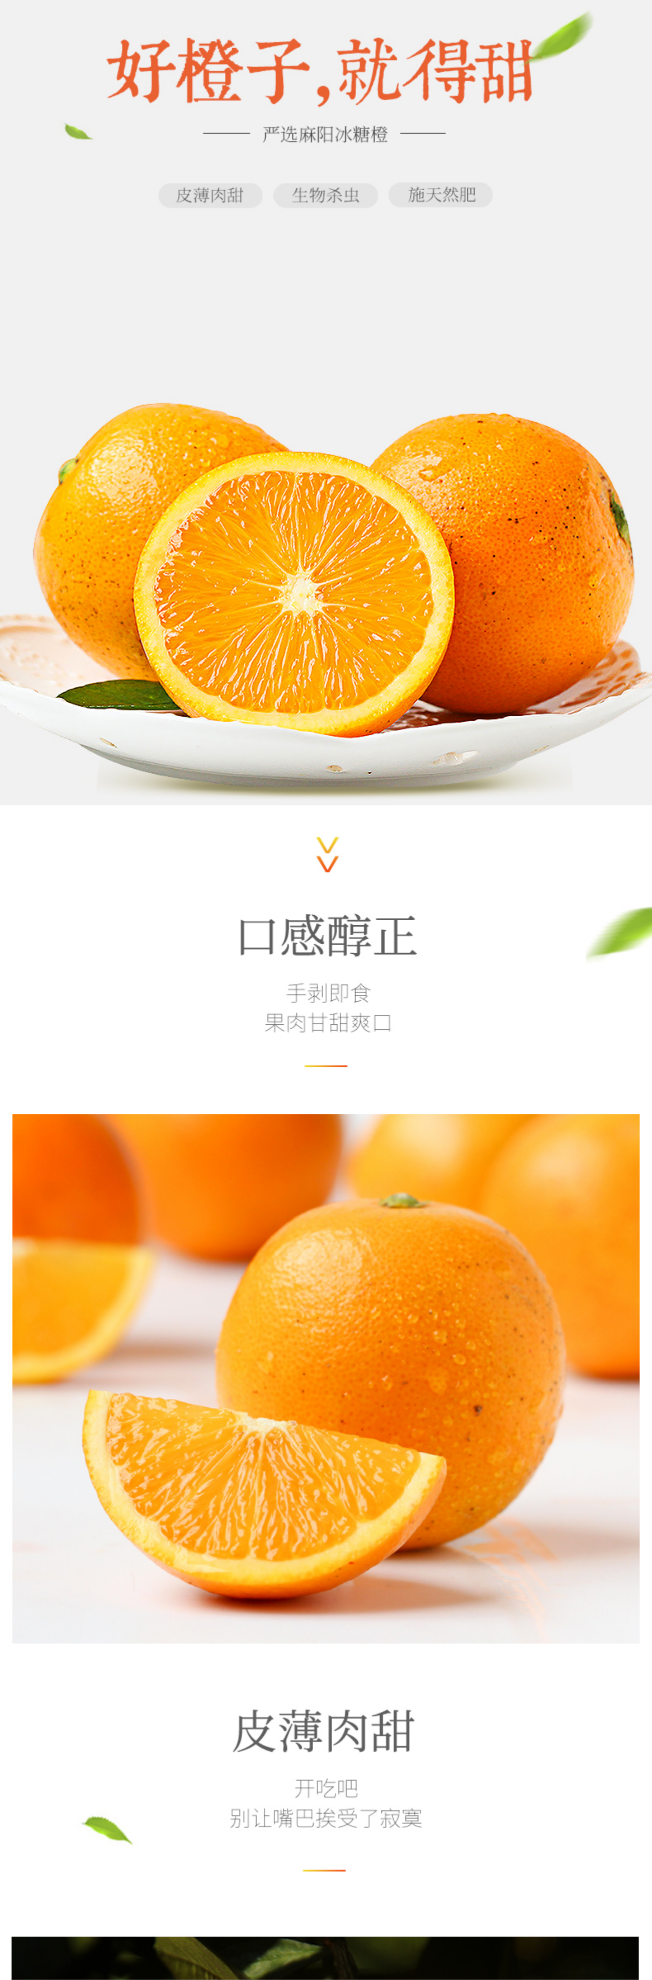 好橙子,就得甜
严选麻阳冰糖橙
皮薄肉甜 生物杀虫 施天然肥
口感醇正
手剥即食
果肉甘甜爽口
皮薄肉甜
开吃吧
别让嘴巴挨受了寂寞